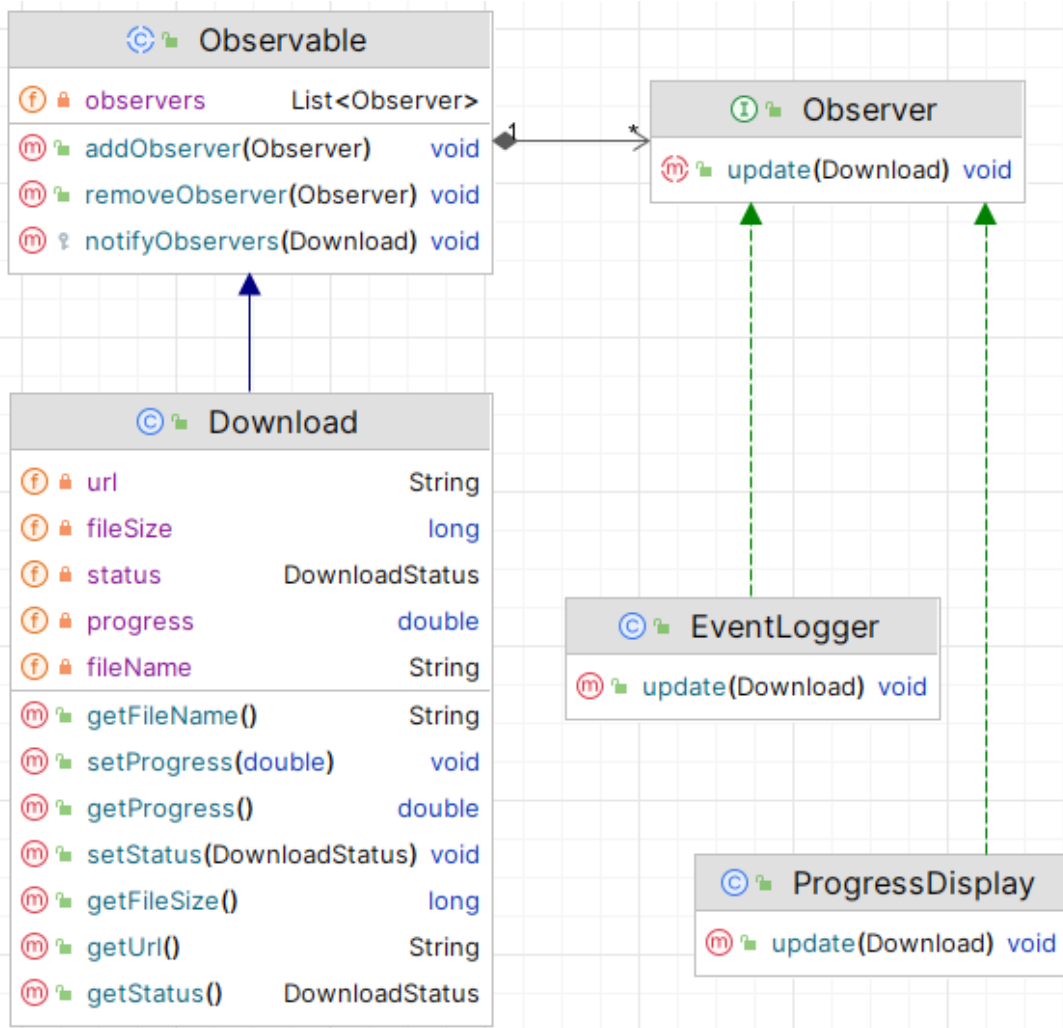 Observable
observers List<Observer>
addObserver(Observer) void
removeObserver(Observer) void
notifyObservers(Download) void
1 *
Observer
update(Download) void
Download
url String
fileSize long
status DownloadStatus
progress double
fileName String
getFileName() String
setProgress(double) void
getProgress() double
setStatus(DownloadStatus) void
getFileSize() long
getUrl() String
getStatus() DownloadStatus
EventLogger
update(Download) void
ProgressDisplay
update(Download) void